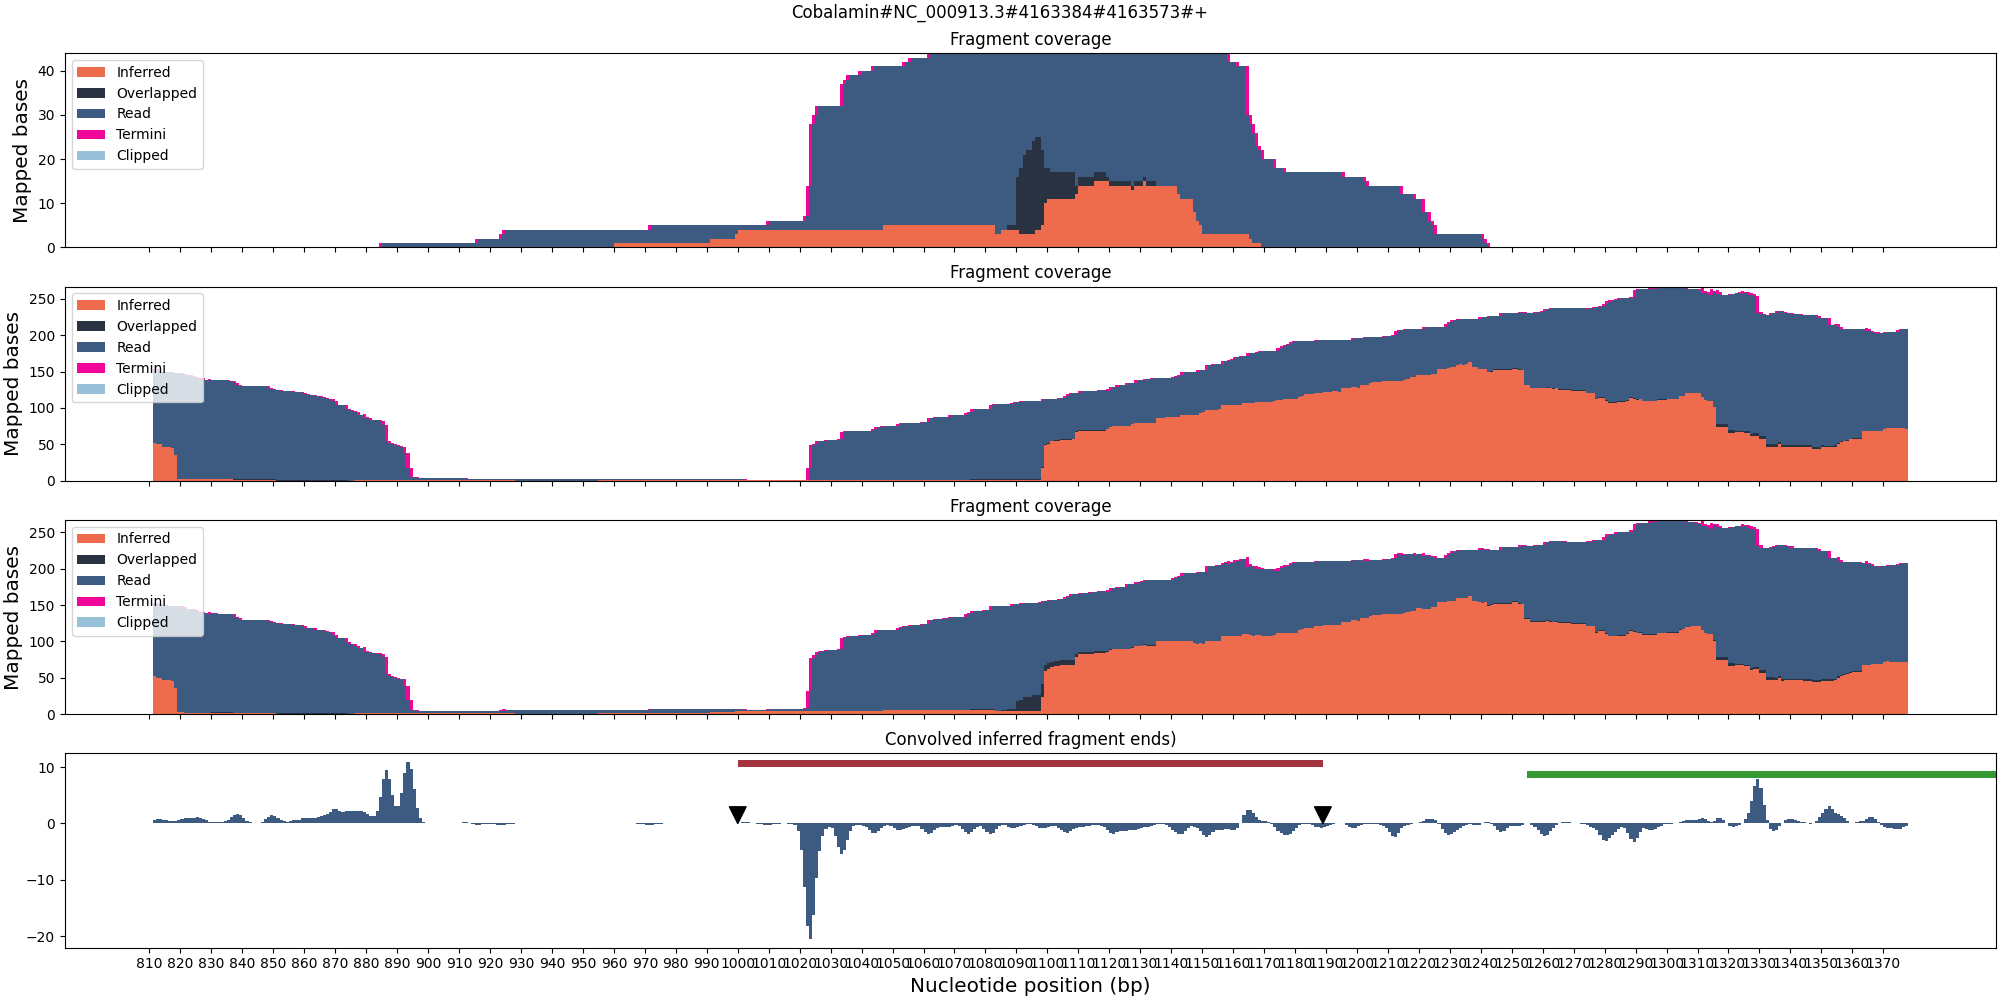 Cobalamin#NC_000913.3#4163384#4163573#+
Fragment coverage
Mapped bases
40
30
20
10
0
Inferred
Overlapped
Read
Termini
Clipped
Fragment coverage
Mapped bases
250
200
150
100
50
0
Inferred
Overlapped
Read
Termini
Clipped
Fragment coverage
Mapped bases
250
200
150
100
50
0
Inferred
Overlapped
Read
Termini
Clipped
Convolved inferred fragment ends)
10
0
−10
−20
810 820 830 840 850 860 870 880 890 900 910 920 930 940 950 960 970 980 990 1000 1010 1020 1030 1040 1050 1060 1070 1080 1090 1100 1110 1120 1130 1140 1150 1160 1170 1180 1190 1200 1210 1220 1230 1240 1250 1260 1270 1280 1290 1300 1310 1320 1330 1340 1350 1360 1370
Nucleotide position (bp)